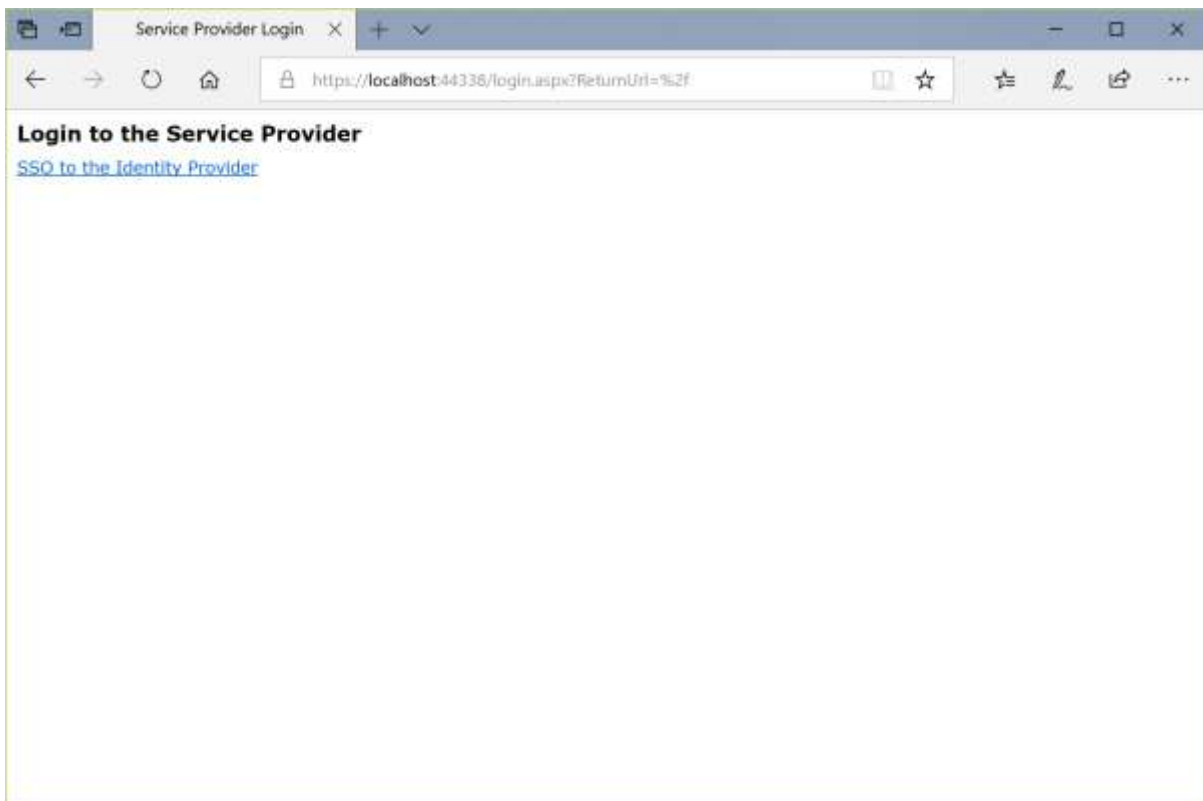 Service Provider Login
https://localhost:44338/login.aspx?ReturnUrl=%2f
Login to the Service Provider
SSO to the Identity Provider